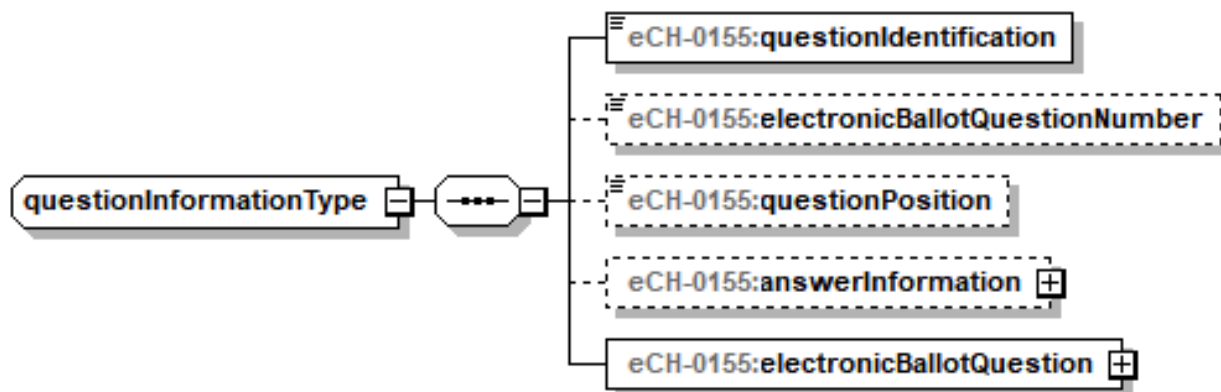 eCH-0155:questionIdentification
eCH-0155:electronicBallotQuestionNumber
questionInformationType
eCH-0155:questionPosition
eCH-0155:answerInformation
eCH-0155:electronicBallotQuestion